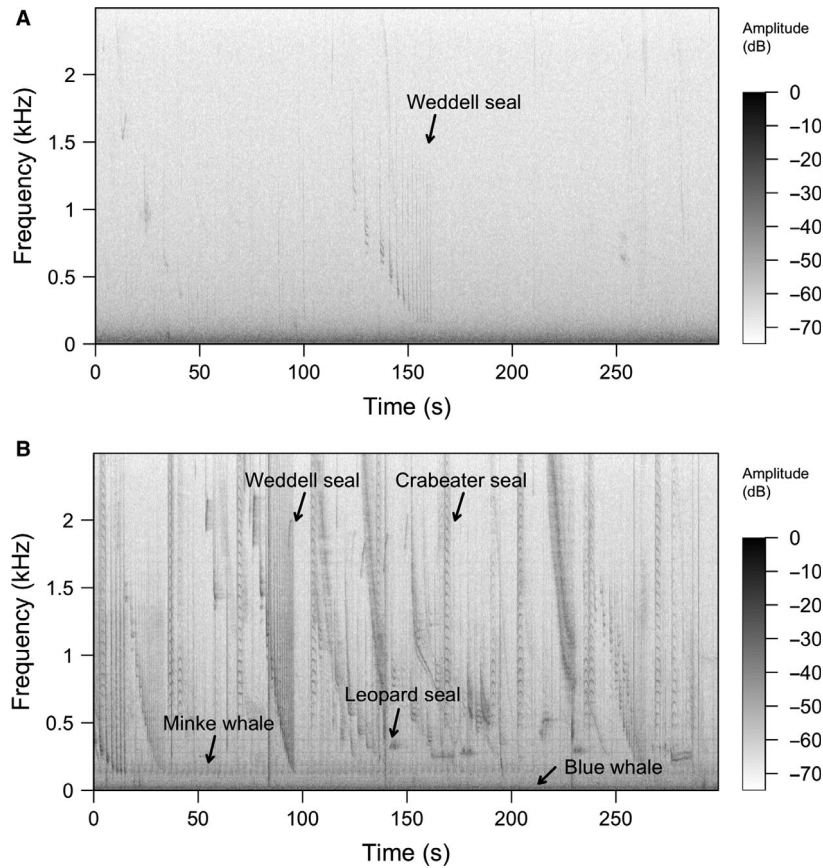 A
Amplitude
(dB)
2
1.5
1
0.5
0
Frequency (kHz)
Weddell seal
0
−10
−20
−30
−40
−50
−60
−70
0
50
100
150
200
250
Time (s)
B
Amplitude
(dB)
2
1.5
1
0.5
0
Frequency (kHz)
Weddell seal
Crabeater seal
Leopard seal
Minke whale
Blue whale
0
−10
−20
−30
−40
−50
−60
−70
0
50
100
150
200
250
Time (s)